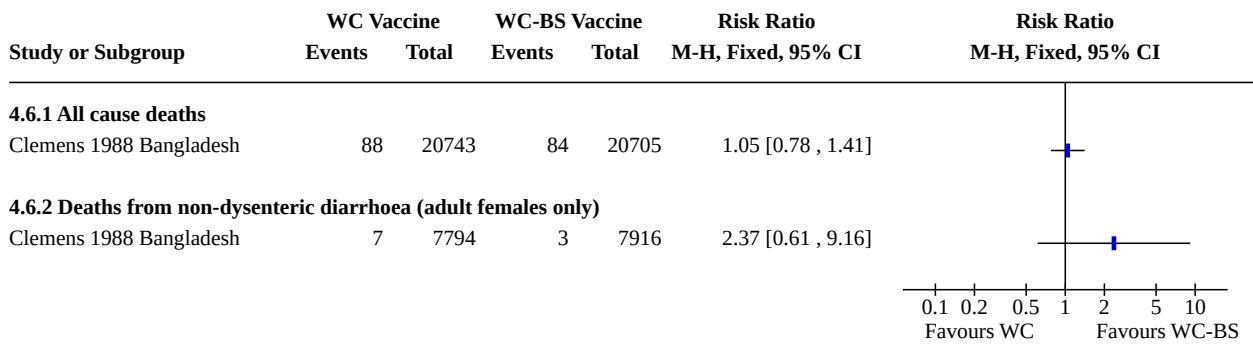 WC Vaccine WC-BS Vaccine Risk Ratio Risk Ratio
Study or Subgroup Events Total Events Total M-H, Fixed, 95% CI M-H, Fixed, 95% CI
4.6.1 All cause deaths
Clemens 1988 Bangladesh 88 20743 84 20705 1.05 [0.78 , 1.41]
4.6.2 Deaths from non-dysenteric diarrhoea (adult females only)
Clemens 1988 Bangladesh 7 7794 3 7916 2.37 [0.61 , 9.16]
0.1 0.2 0.5 1 2 5 10
Favours WC Favours WC-BS